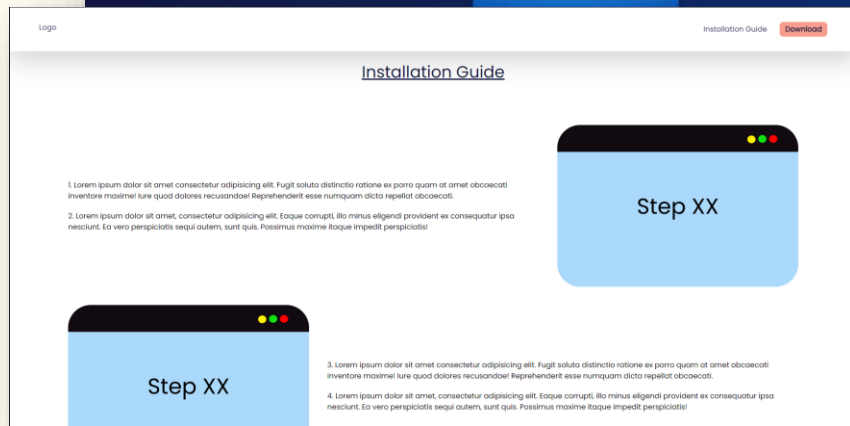 Logo
Installation Guide
Download
Installation Guide
1. Lorem ipsum dolor sit amet consectetur adipisicing elit. Fugit soluta distinctio ratione ex porro quam at amet obcaecati
inventore maxime! Iure quod dolores recusandae! Reprehenderit esse numquam dicta repellat obcaecati.
2. Lorem ipsum dolor sit amet, consectetur adipisicing elit. Eaque corrupti, illo minus eligendi provident ex consequatur ipsa
nesciunt. Ea vero perspiciatis sequi autem, sunt quis. Possimus maxime itaque impedit perspiciatis!
Step XX
Step XX
3. Lorem ipsum dolor sit amet consectetur adipisicing elit. Fugit soluta distinctio ratione ex porro quam at amet obcaecati
inventore maxime! Iure quod dolores recusandae! Reprehenderit esse numquam dicta repellat obcaecati.
4. Lorem ipsum dolor sit amet, consectetur adipisicing elit. Eaque corrupti, illo minus eligendi provident ex consequatur ipsa
nesciunt. Ea vero perspiciatis sequi autem, sunt quis. Possimus maxime itaque impedit perspiciatis!